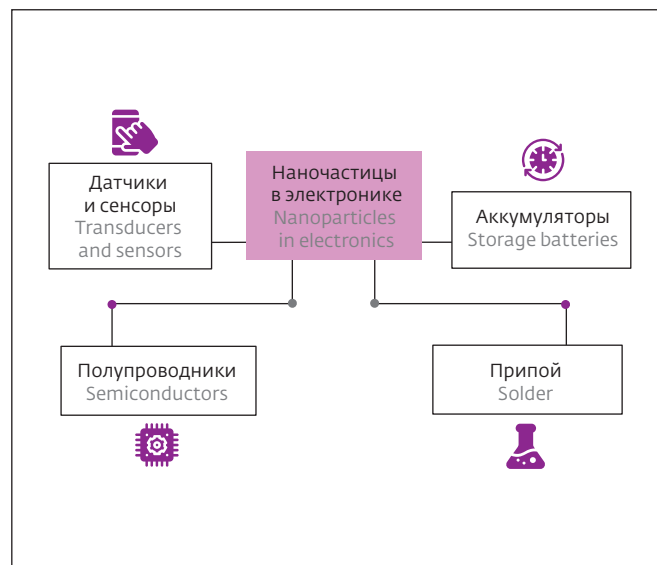 Датчики
и сенсоры
Transducers
and sensors
Наночастицы
в электронике
Nanoparticles
in electronics
Аккумуляторы
Storage batteries
Полупроводники
Semiconductors
Припой
Solder